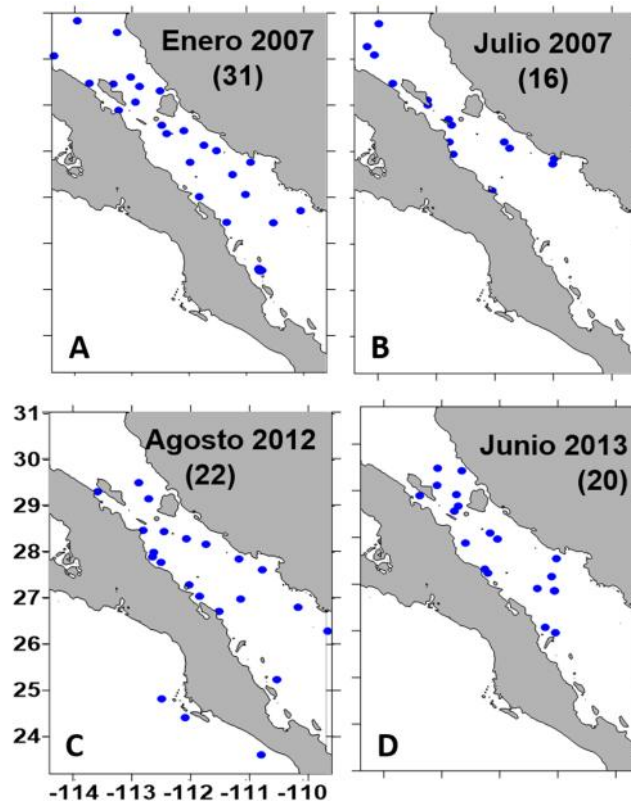 Enero 2007
(31)
A
Julio 2007
(16)
B
31
30
29
28
27
26
25
24
Agosto 2012
(22)
C
-114 -113 -112 -111 -110
Junio 2013
(20)
D